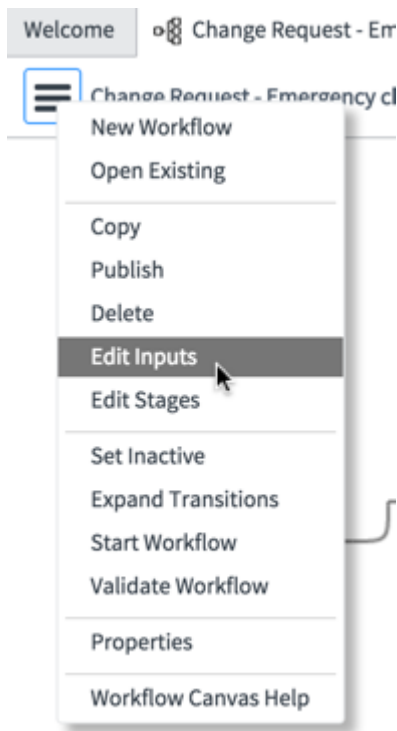 Welcome Change Request - Em
Change Request - Emergency cl
New Workflow
Open Existing
Copy
Publish
Delete
Edit Inputs
Edit Stages
Set Inactive
Expand Transitions
Start Workflow
Validate Workflow
Properties
Workflow Canvas Help